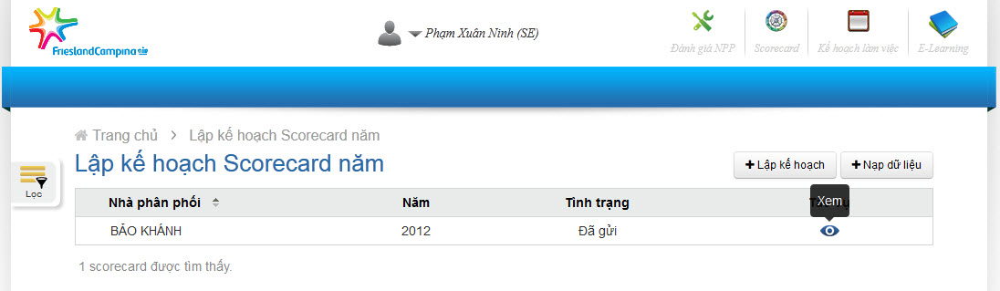 FrieslandCampina
Phạm Xuân Ninh (SE)
Đánh giá NPP
Scorecard
Kế hoạch làm việc
E-Learning
Trang chủ > Lập kế hoạch Scorecard năm
Lọc
Lập kế hoạch Scorecard năm
+ Lập kế hoạch
+ Nạp dữ liệu
Nhà phân phối Năm Tình trạng
Xem
BẢO KHÁNH 2012 Đã gửi
1 scorecard được tìm thấy.